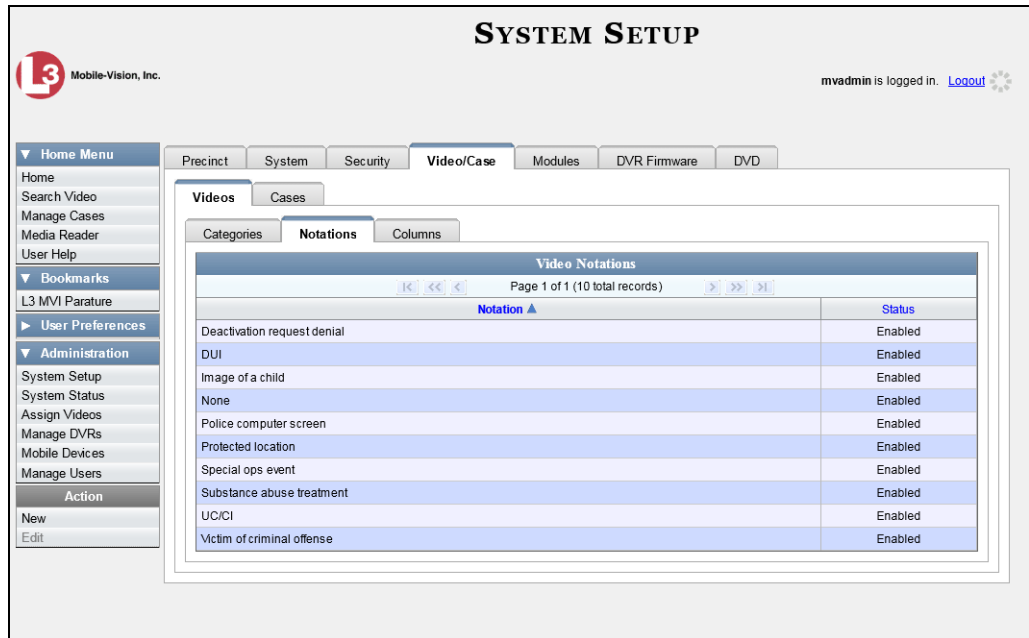 SYSTEM SETUP
L3 Mobile-Vision, Inc.
mvadmin is logged in. Logout
▼ Home Menu
Home
Search Video
Manage Cases
Media Reader
User Help
▼ Bookmarks
L3 MVI Parature
▶ User Preferences
▼ Administration
System Setup
System Status
Assign Videos
Manage DVRs
Mobile Devices
Manage Users
Action
New
Edit
Precinct System Security Video/Case Modules DVR Firmware DVD
Videos Cases
Categories Notations Columns
Video Notations
|< << < Page 1 of 1 (10 total records) > >> >|
Notation ▲ Status
Deactivation request denial Enabled
DUI Enabled
Image of a child Enabled
None Enabled
Police computer screen Enabled
Protected location Enabled
Special ops event Enabled
Substance abuse treatment Enabled
UC/CI Enabled
Victim of criminal offense Enabled